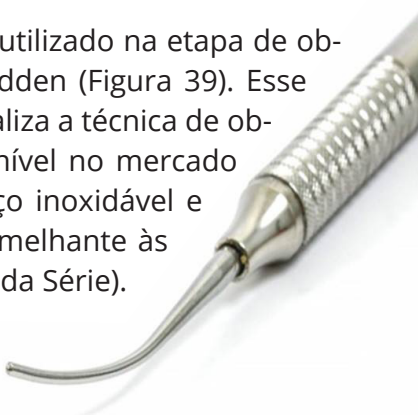 utilizado na etapa de ob-
dden (Figura 39). Esse
aliza a técnica de ob-
nível no mercado
ço inoxidável e
melhante às
da Série).